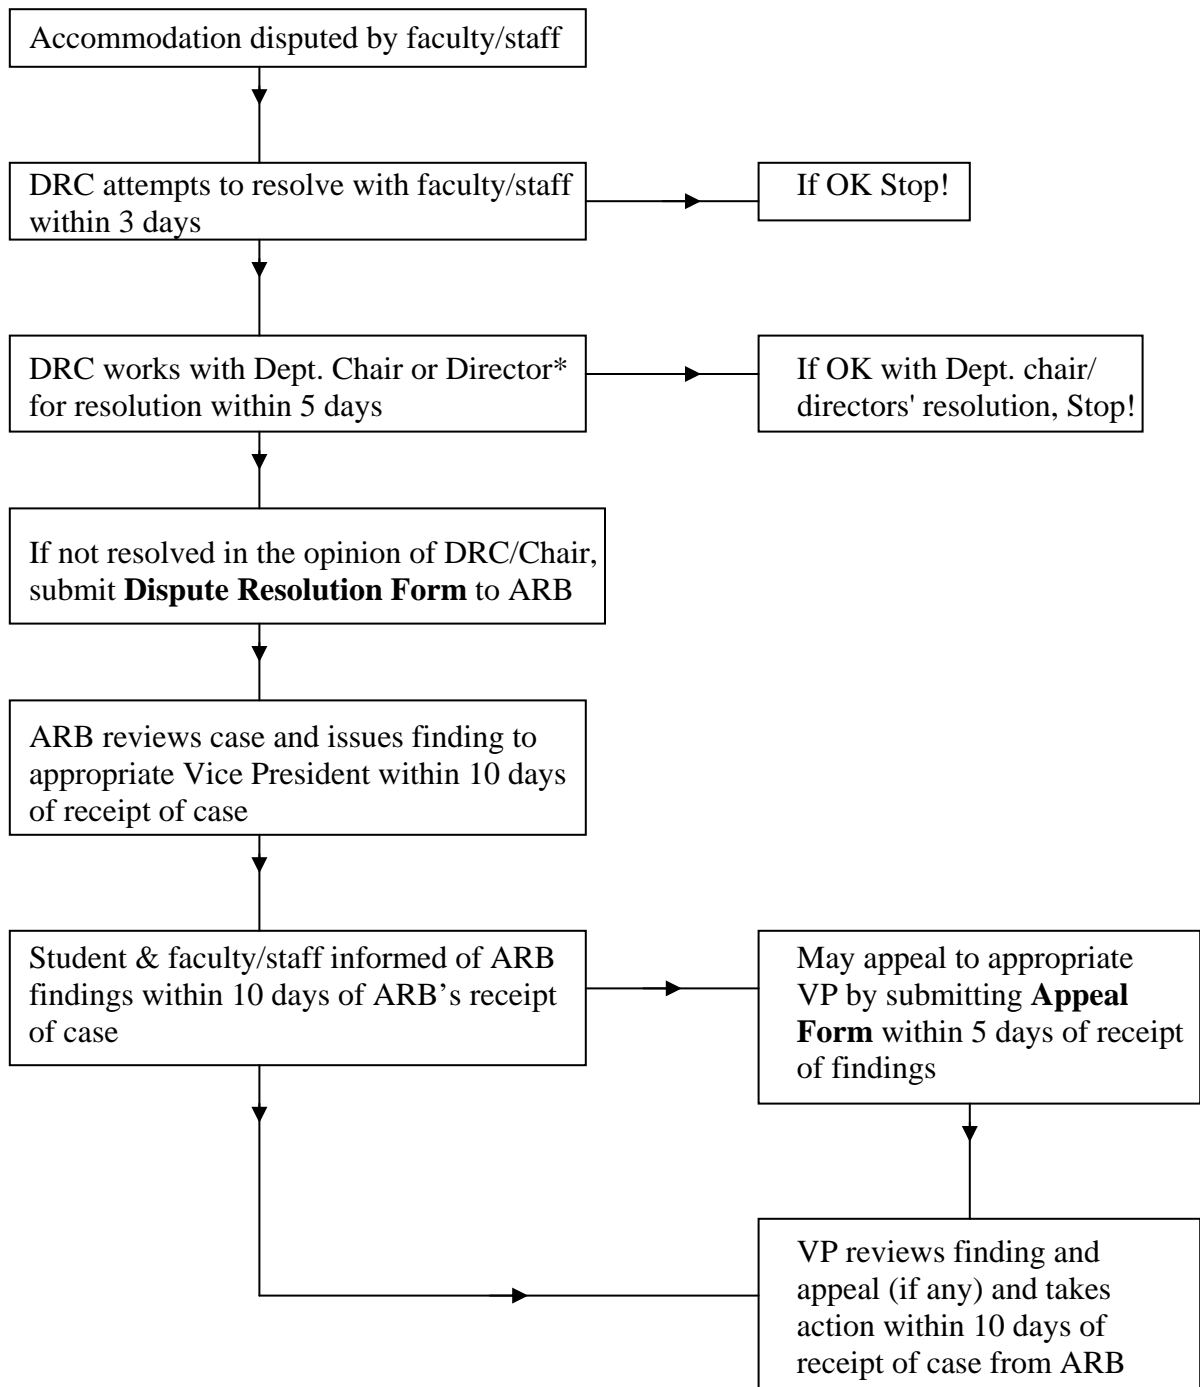 Accommodation disputed by faculty/staff
DRC attempts to resolve with faculty/staff
within 3 days
If OK Stop!
DRC works with Dept. Chair or Director*
for resolution within 5 days
If OK with Dept. chair/
directors' resolution, Stop!
If not resolved in the opinion of DRC/Chair,
submit Dispute Resolution Form to ARB
ARB reviews case and issues finding to
appropriate Vice President within 10 days
of receipt of case
Student & faculty/staff informed of ARB
findings within 10 days of ARB’s receipt
of case
May appeal to appropriate
VP by submitting Appeal
Form within 5 days of receipt
of findings
VP reviews finding and
appeal (if any) and takes
action within 10 days of
receipt of case from ARB